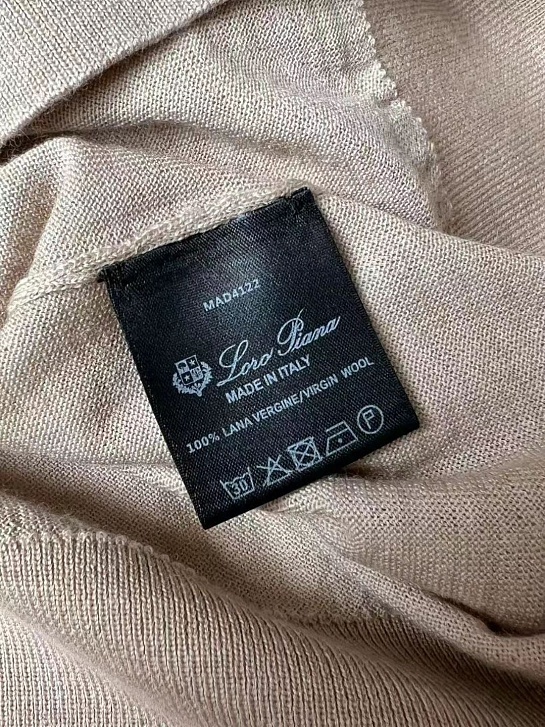 MAD4122
Loro Piana
MADE IN ITALY
100% LANA VERGINE/VIRGIN WOOL
30 P